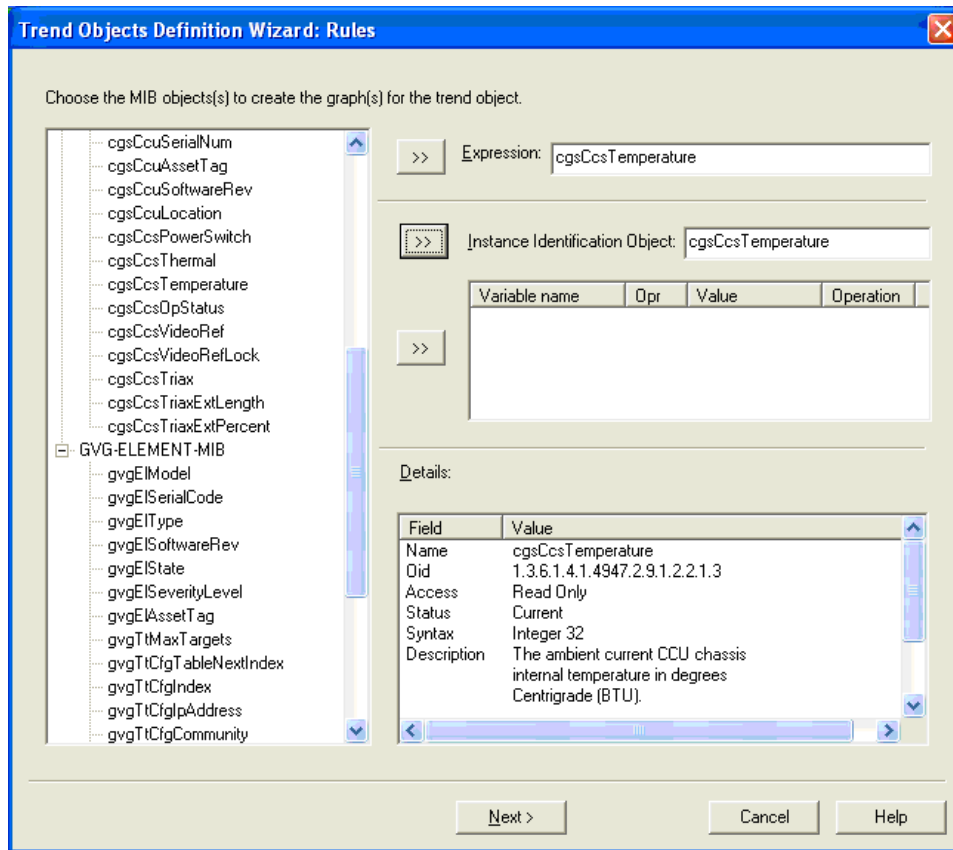 Trend Objects Definition Wizard: Rules
Choose the MIB objects(s) to create the graph(s) for the trend object.
cgsCcuSerialNum
cgsCcuAssetTag
cgsCcuSoftwareRev
cgsCcuLocation
cgsCcsPowerSwitch
cgsCcsThermal
cgsCcsTemperature
cgsCcsOpStatus
cgsCcsVideoRef
cgsCcsVideoRefLock
cgsCcsTriax
cgsCcsTriaxExtLength
cgsCcsTriaxExtPercent
GVG-ELEMENT-MIB
gvgElModel
gvgElSerialCode
gvgElType
gvgElSoftwareRev
gvgElState
gvgElSeverityLevel
gvgElAssetTag
gvgTtMaxTargets
gvgTtCfgTableNextIndex
gvgTtCfgIndex
gvgTtCfgIpAddress
gvgTtCfgCommunity
>> Expression: cgsCcsTemperature
>> Instance Identification Object: cgsCcsTemperature
Variable name Opr Value Operation
>>
Details:
Field Value
Name cgsCcsTemperature
Oid 1.3.6.1.4.1.4947.2.9.1.2.2.1.3
Access Read Only
Status Current
Syntax Integer 32
Description The ambient current CCU chassis
internal temperature in degrees
Centrigrade (BTU).
Next > Cancel Help